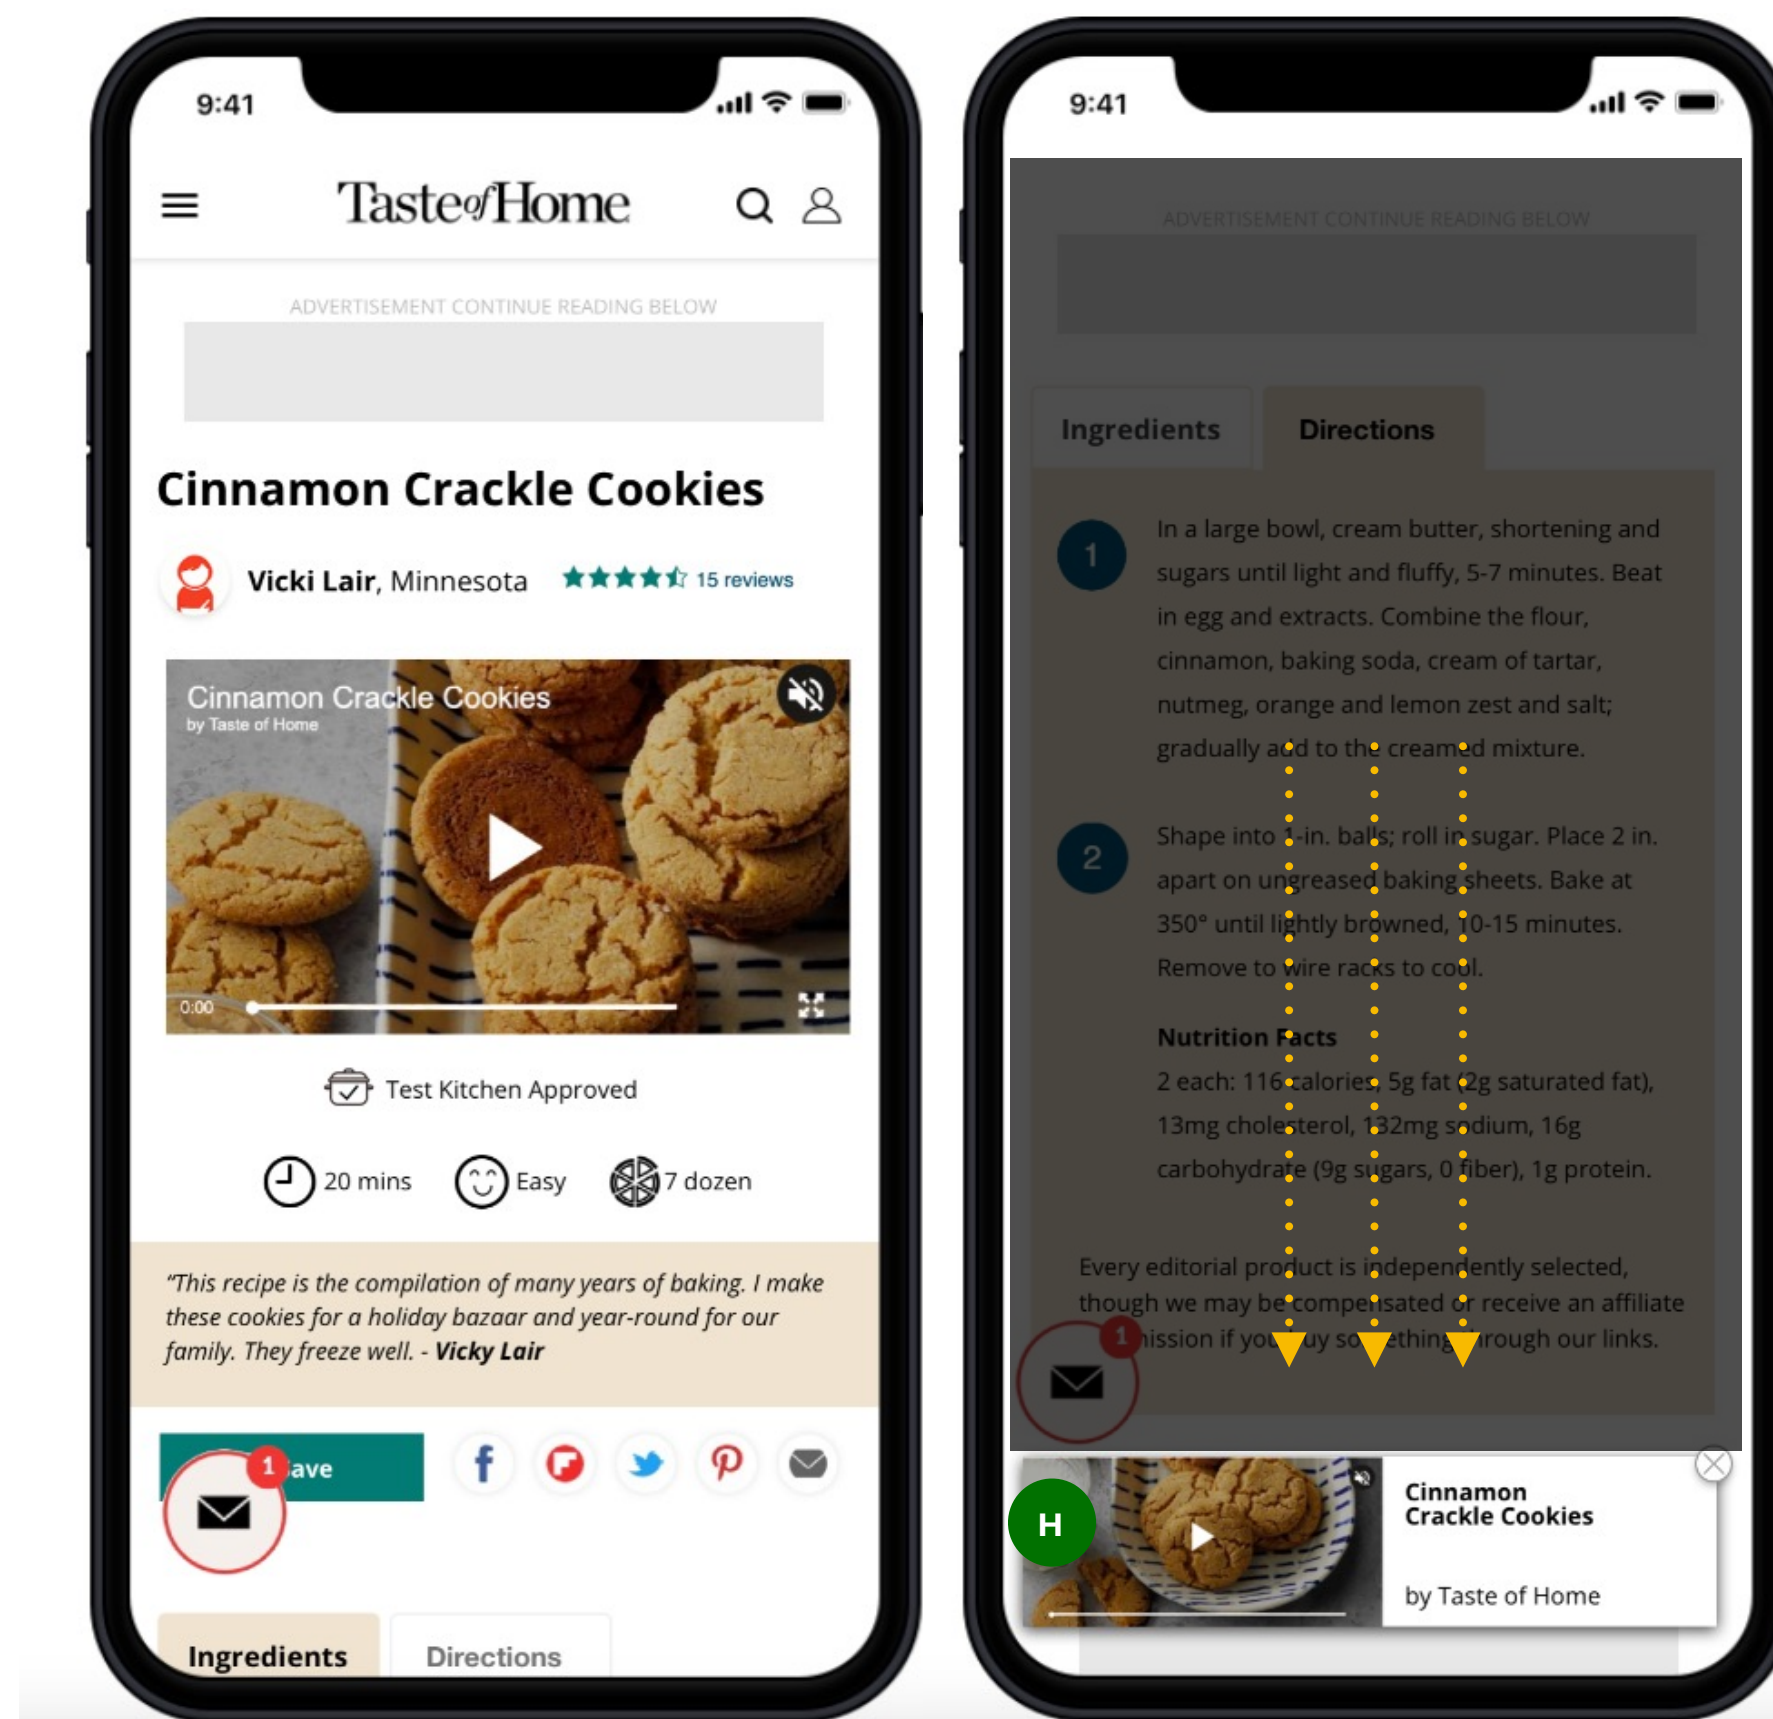 9:41
Taste of Home
ADVERTISEMENT CONTINUE READING BELOW
Cinnamon Crackle Cookies
Vicki Lair, Minnesota
15 reviews
Cinnamon Crackle Cookies
by Taste of Home
0:00
Test Kitchen Approved
20 mins
Easy
7 dozen
“This recipe is the compilation of many years of baking. I make
these cookies for a holiday bazaar and year-round for our
family. They freeze well. - Vicky Lair
1
ave
f
Ingredients
Directions
9:41
ADVERTISEMENT CONTINUE READING BELOW
Ingredients
Directions
1
In a large bowl, cream butter, shortening and
sugars until light and fluffy, 5-7 minutes. Beat
in egg and extracts. Combine the flour,
cinnamon, baking soda, cream of tartar,
nutmeg, orange and lemon zest and salt;
gradually add to the creamed mixture.
2
Shape into 1-in. balls; roll in sugar. Place 2 in.
apart on ungreased baking sheets. Bake at
350° until lightly browned, 10-15 minutes.
Remove to wire racks to cool.
Nutrition Facts
2 each: 116 calories, 5g fat (2g saturated fat),
13mg cholesterol, 132mg sodium, 16g
carbohydrate (9g sugars, 0 fiber), 1g protein.
Every editorial product is independently selected,
though we may be compensated or receive an affiliate
1
mission if you buy something through our links.
H
Cinnamon
Crackle Cookies
by Taste of Home